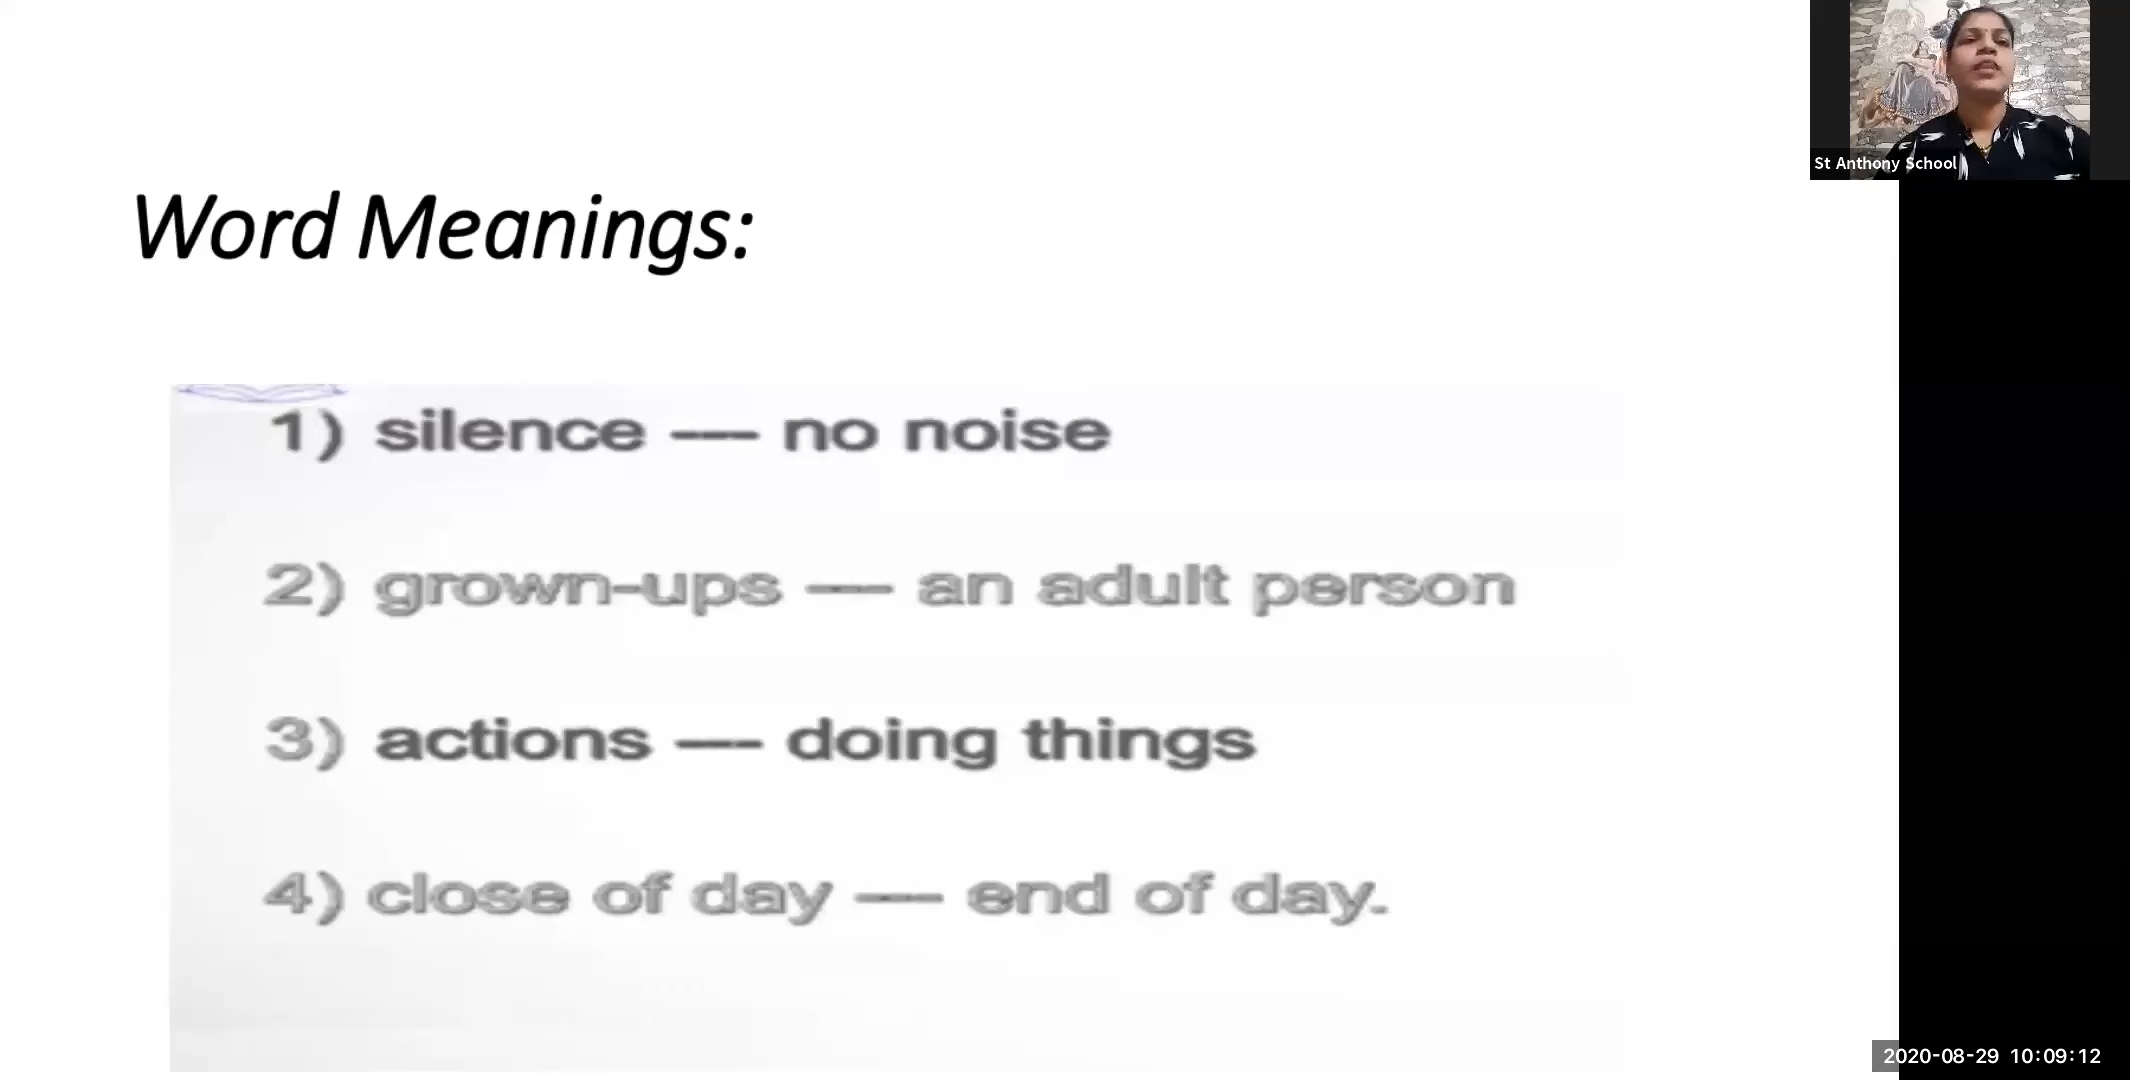 St Anthony School
Word Meanings:
1) silence --- no noise
2) grown-ups --- an adult person
3) actions --- doing things
4) close of day --- end of day.
2020-08-29 10:09:12